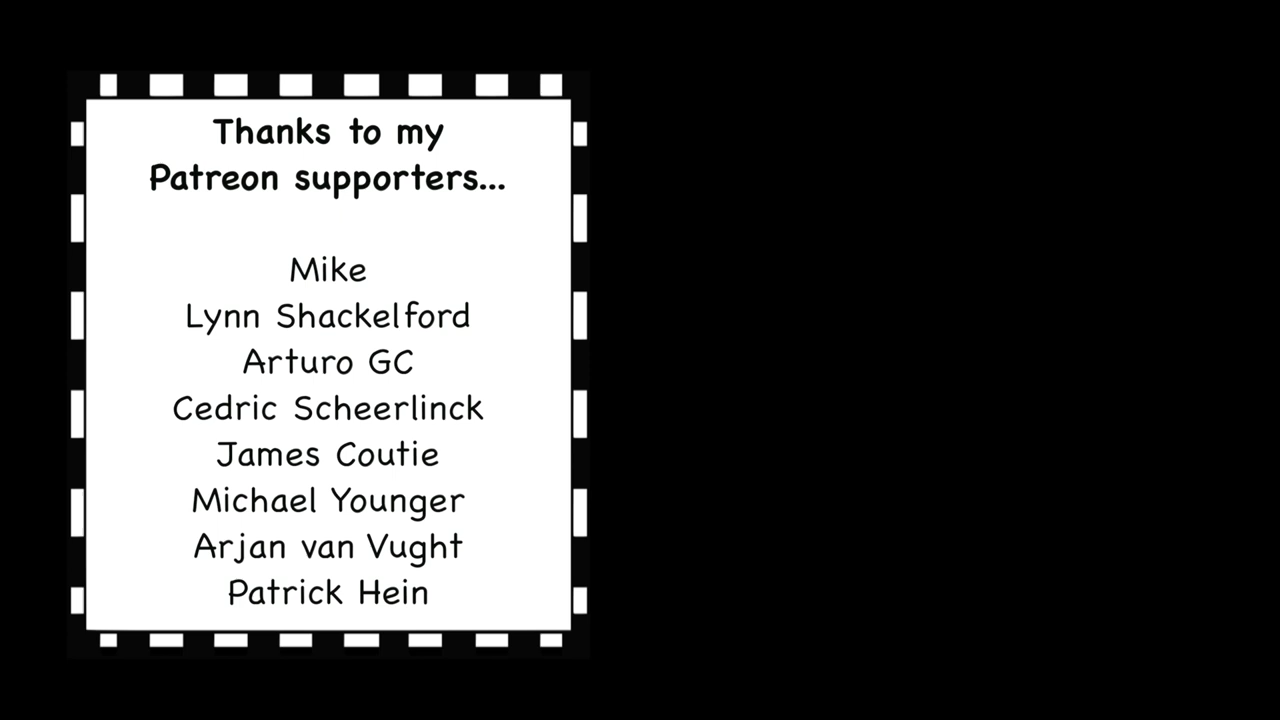 Thanks to my
Patreon supporters...
Mike
Lynn Shackelford
Arturo GC
Cedric Scheerlinck
James Coutie
Michael Younger
Arjan van Vught
Patrick Hein